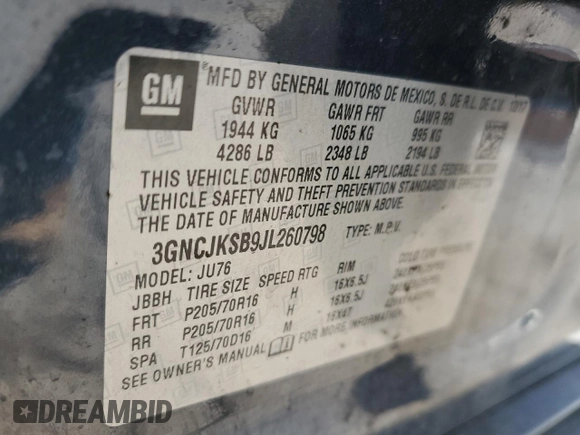 GM
MFD BY GENERAL MOTORS DE MEXICO, S. DE R.L. DE C.V. 12/17
GVWR GAWR FRT GAWR RR
1944 KG 1065 KG 995 KG
4286 LB 2348 LB 2194 LB
THIS VEHICLE CONFORMS TO ALL APPLICABLE U.S. FEDERAL MOTOR
VEHICLE SAFETY AND THEFT PREVENTION STANDARDS IN EFFECT ON
THE DATE OF MANUFACTURE SHOWN ABOVE.
3GNCJKSB9JL260798 TYPE: M.P.V.
MODEL: JU76
JBBH TIRE SIZE SPEED RTG RIM COLD TIRE
FRT P205/70R16 H 16X6.5J
RR P205/70R16 H 16X6.5J
SPA T125/70D16 M 16X4T
SEE OWNER'S MANUAL FOR MORE INFORMATION
DREAMBID